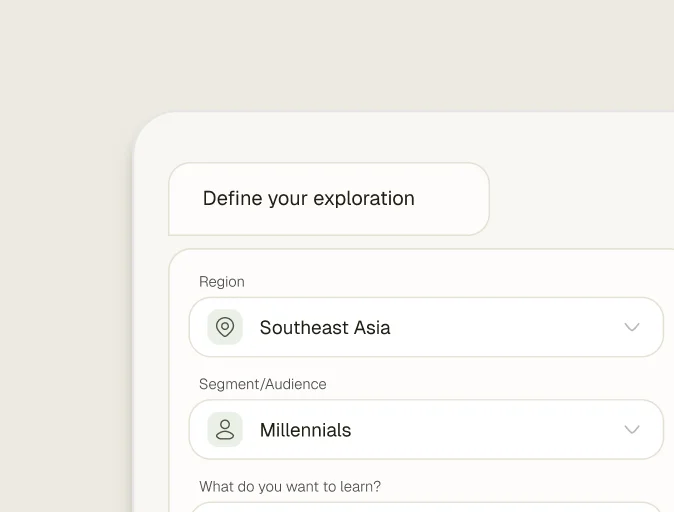 Define your exploration
Region
Southeast Asia
Segment/Audience
Millennials
What do you want to learn?